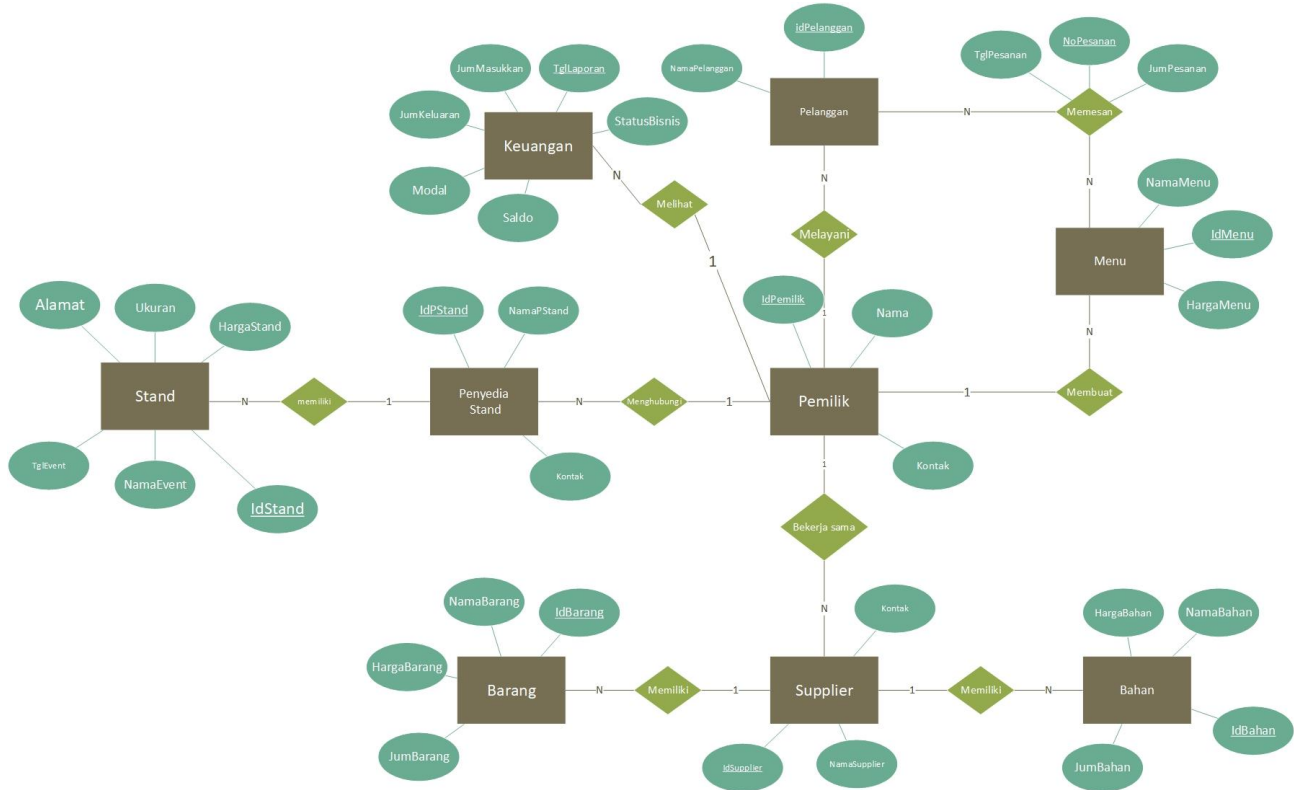 idPelanggan
NamaPelanggan
TglPesanan
NoPesanan
JumPesanan
JumMasukkan
TglLaporan
JumKeluaran
StatusBisnis
Keuangan
Pelanggan
N
Memesan
Modal
Saldo
N
Melihat
N
Melayani
N
NamaMenu
IdMenu
Menu
HargaMenu
1
Alamat
Ukuran
HargaStand
IdPStand
NamaPStand
IdPemilik
Nama
1
N
Stand
N
memiliki
1
Penyedia
Stand
N
Menghubungi
1
Pemilik
1
Membuat
TglEvent
NamaEvent
IdStand
Kontak
Kontak
1
Bekerja sama
N
NamaBarang
IdBarang
Kontak
HargaBahan
NamaBahan
HargaBarang
Barang
N
Memiliki
1
Supplier
1
Memiliki
N
Bahan
JumBarang
IdSupplier
NamaSupplier
JumBahan
IdBahan